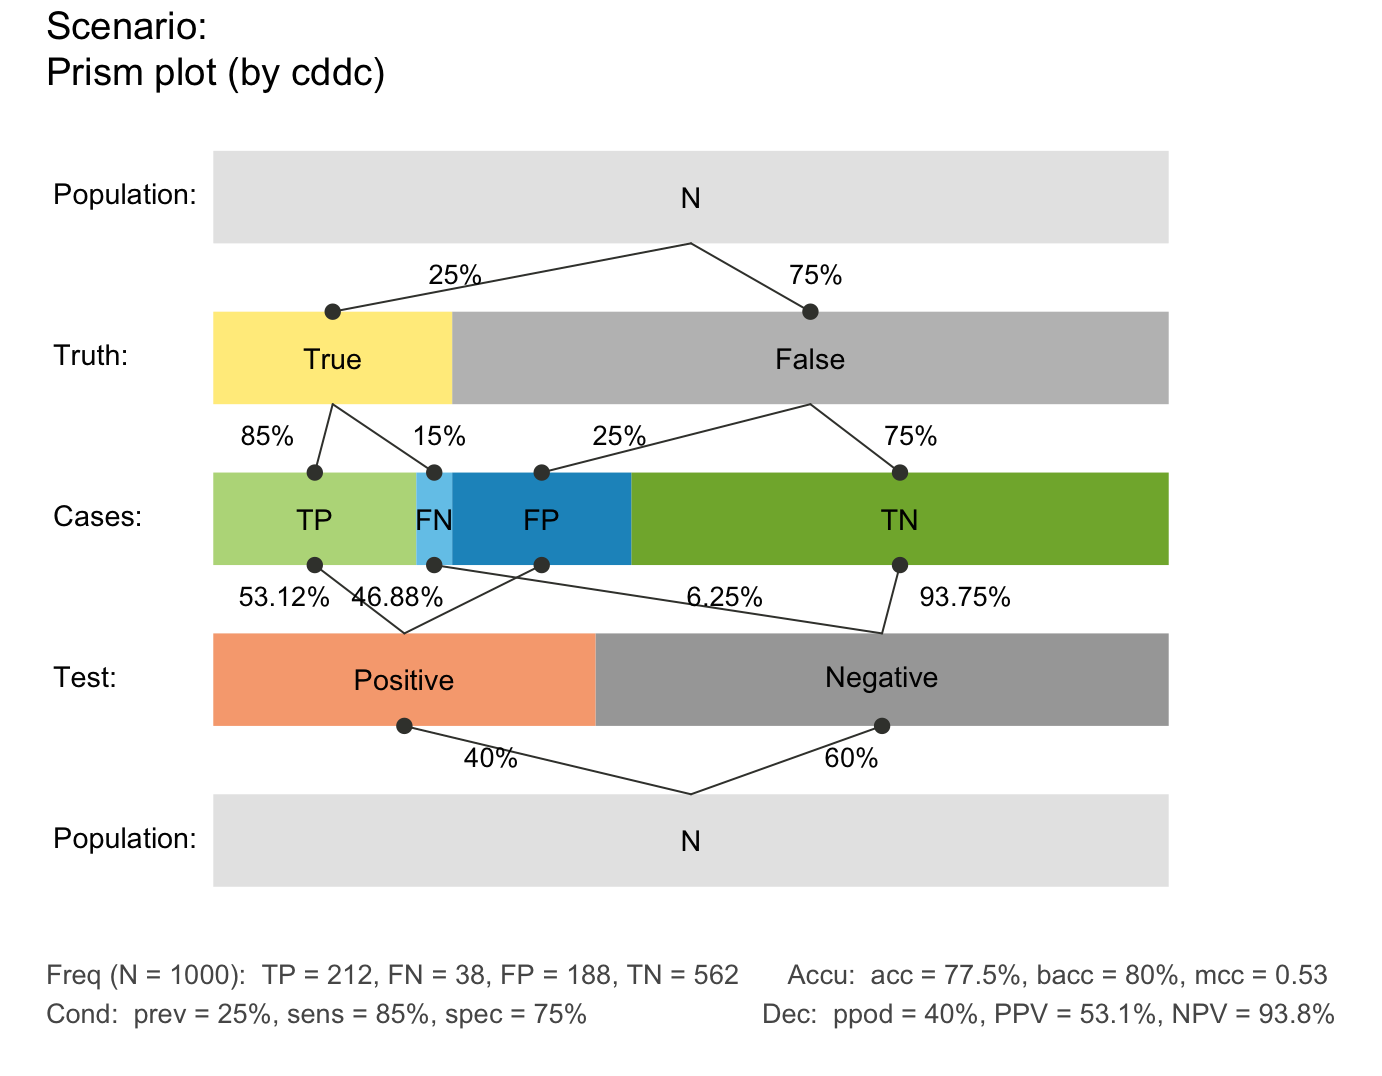 Scenario:
Prism plot (by cddc)
Population:
N
25%
75%
Truth:
True
False
85%
15%
25%
75%
Cases:
TP
FN
FP
TN
53.12%
46.88%
6.25%
93.75%
Test:
Positive
Negative
40%
60%
Population:
N
Freq (N = 1000):  TP = 212, FN = 38, FP = 188, TN = 562
Accu:  acc = 77.5%, bacc = 80%, mcc = 0.53
Cond:  prev = 25%, sens = 85%, spec = 75%
Dec:  ppod = 40%, PPV = 53.1%, NPV = 93.8%